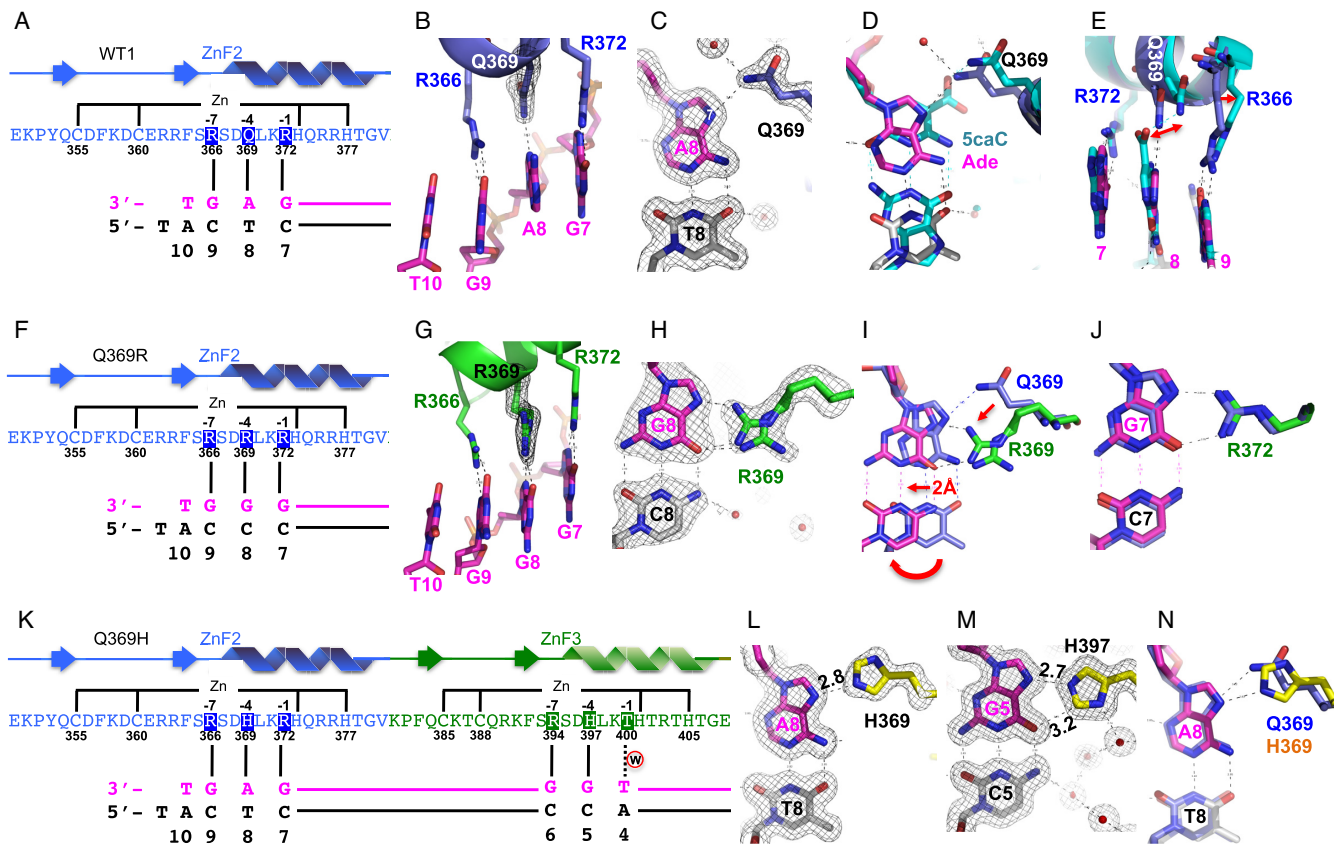 A
WT1
ZnF2
Zn
-7 -4 -1
EKPYQCDFKDCERRFSRSDQLKRHQRRHTGV
355 360 366 369 372 377
3′– T G A G
5′– T A C T C
10 9 8 7
B
R372
Q369
R366
A8
G7
G9
T10
C
Q369
A8
T8
D
Q369
5caC
Ade
E
Q369
R372
R366
7
8
9
F
Q369R
ZnF2
Zn
-7 -4 -1
EKPYQCDFKDCERRFSRSDRLKRHQRRHTGV
355 360 366 369 372 377
3′– T G G G
5′– T A C C C
10 9 8 7
G
R372
R369
R366
G7
G8
G9
T10
H
G8
R369
C8
I
Q369
R369
2Å
J
G7
R372
C7
K
Q369H
ZnF2
ZnF3
Zn
Zn
-7 -4 -1 -7 -4 -1
EKPYQCDFKDCERRFSRSDHLKRHQRRHTGVKPFQCKTCQRKFSRSDHLKTHTRTHTGE
355 360 366 369 372 377 385 388 394 397 400 405
W
3′– T G A G G G T
5′– T A C T C C C A
10 9 8 7 6 5 4
L
2.8
A8
H369
T8
M
H397
2.7
G5
3.2
C5
N
A8
Q369
H369
T8